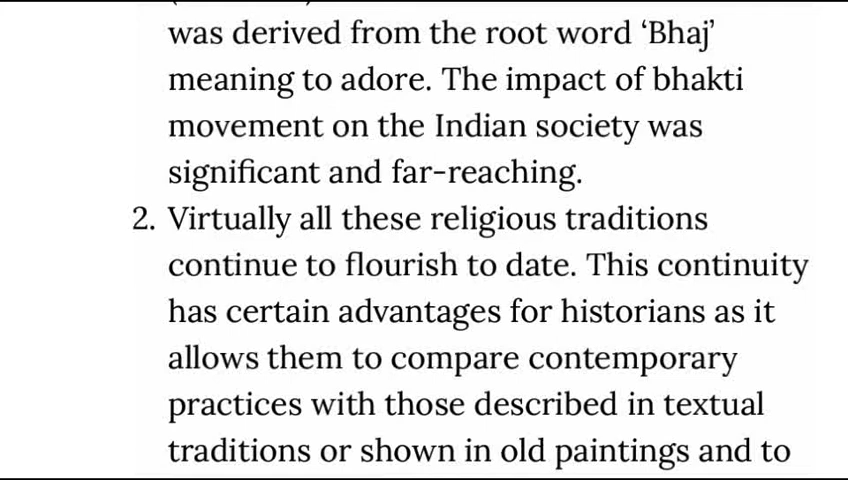 was derived from the root word ‘Bhaj’
meaning to adore. The impact of bhakti
movement on the Indian society was
significant and far-reaching.
2. Virtually all these religious traditions
continue to flourish to date. This continuity
has certain advantages for historians as it
allows them to compare contemporary
practices with those described in textual
traditions or shown in old paintings and to